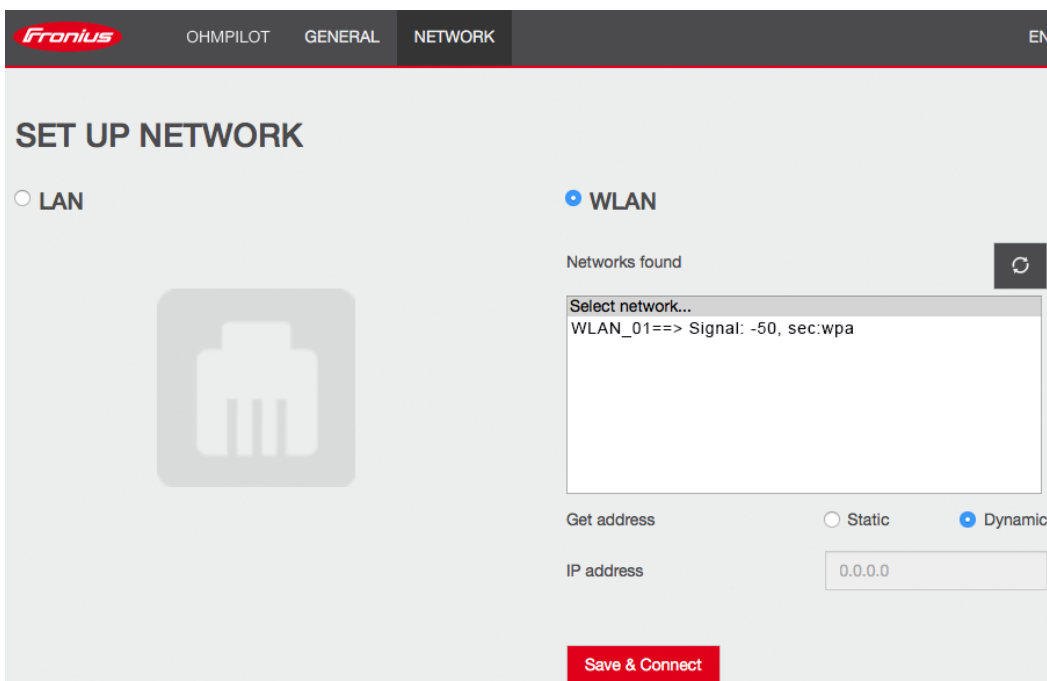 Fronius OHMPILOT GENERAL NETWORK EN
SET UP NETWORK
LAN
WLAN
Networks found
Select network...
WLAN_01==> Signal: -50, sec:wpa
Get address Static Dynamic
IP address 0.0.0.0
Save & Connect